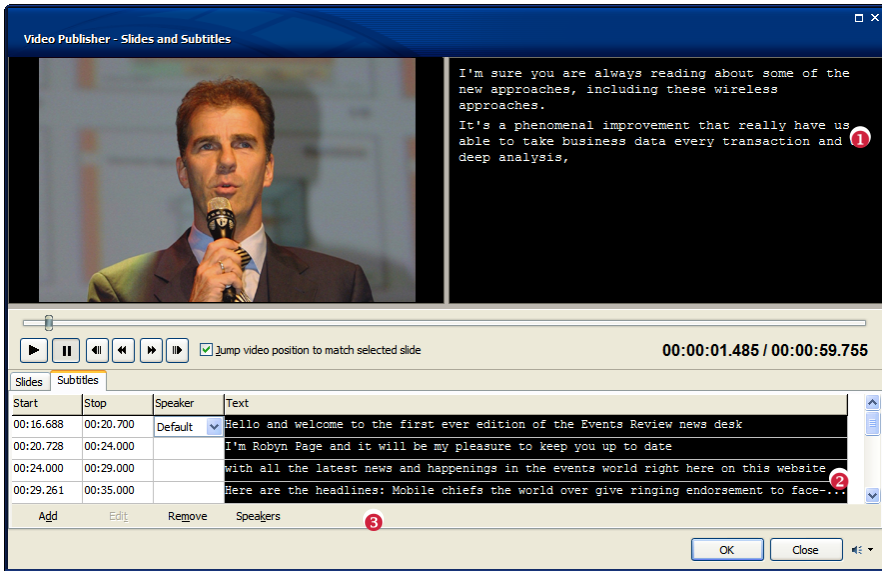 Video Publisher - Slides and Subtitles
I'm sure you are always reading about some of the
new approaches, including these wireless
approaches.
It's a phenomenal improvement that really have us
able to take business data every transaction and
deep analysis,
1
Jump video position to match selected slide
00:00:01.485 / 00:00:59.755
Slides Subtitles
Start Stop Speaker Text
00:16.688 00:20.700 Default Hello and welcome to the first ever edition of the Events Review news desk
00:20.728 00:24.000 I'm Robyn Page and it will be my pleasure to keep you up to date
00:24.000 00:29.000 with all the latest news and happenings in the events world right here on this website
2
00:29.261 00:35.000 Here are the headlines: Mobile chiefs the world over give ringing endorsement to face-...
Add Edit Remove Speakers 3
OK Close